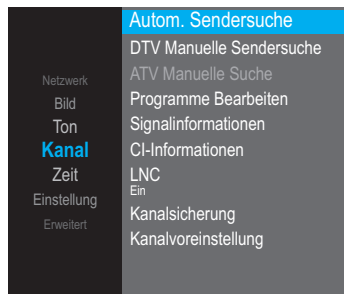 Netzwerk
Bild
Ton
Kanal
Zeit
Einstellung
Erweitert
Autom. Sendersuche
DTV Manuelle Sendersuche
ATV Manuelle Suche
Programme Bearbeiten
Signalinformationen
CI-Informationen
LNC
Ein
Kanalsicherung
Kanalvoreinstellung